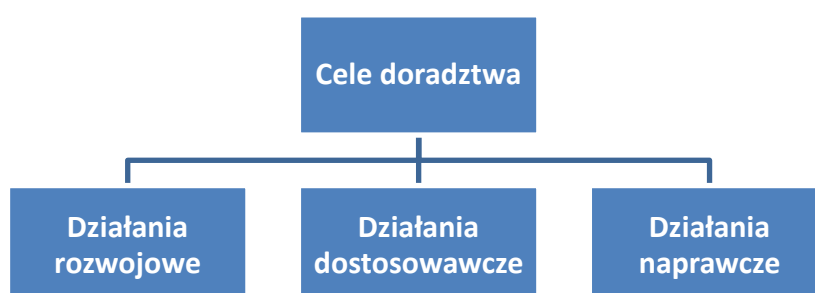 Cele doradztwa
Działania
rozwojowe
Działania
dostosowawcze
Działania
naprawcze